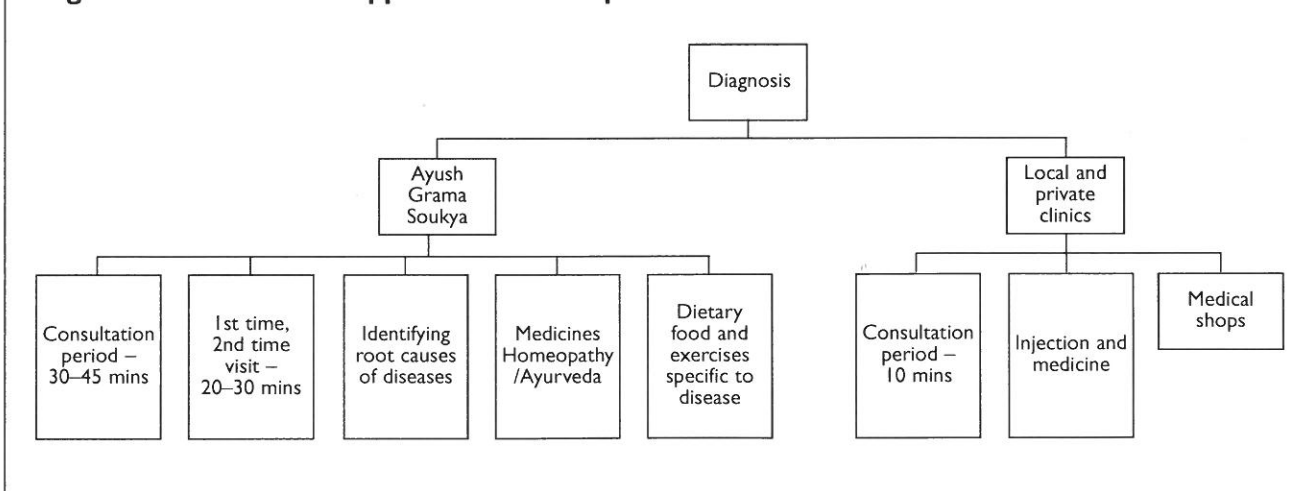 Diagnosis
Ayush
Grama
Soukya
Local and
private
clinics
Consultation
period –
30–45 mins
1st time,
2nd time
visit –
20–30 mins
Identifying
root causes
of diseases
Medicines
Homeopathy
/Ayurveda
Dietary
food and
exercises
specific to
disease
Consultation
period –
10 mins
Injection and
medicine
Medical
shops